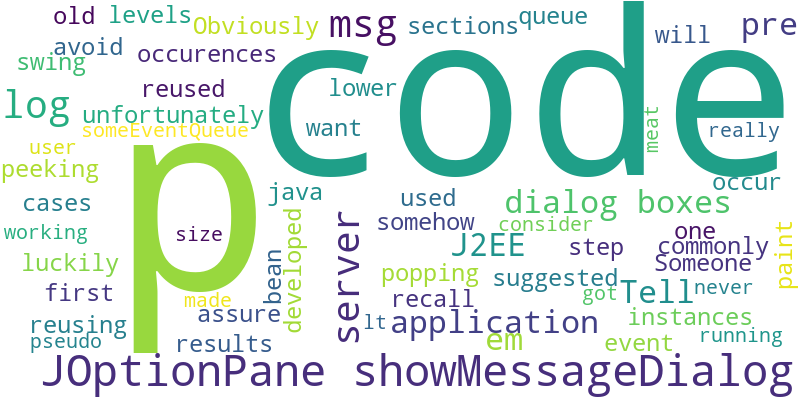 old levels
Obviously
msg
sections
queue
will
pre
avoid
occurences
swing
code
log
reused
lower
unfortunately
someEventQueue
want
meat
really
user
p
peeking
java
used
dialog boxes
occur
cases
size
server
somehow
consider
one
paint
working
developed
J2EE
step
commonly
luckily
bean
popping
suggested
Someone
first
made
recall
got
Tell
never
reusing
assure
lt
application
instances
pseudo
results
em
event
running
JOptionPane showMessageDialog